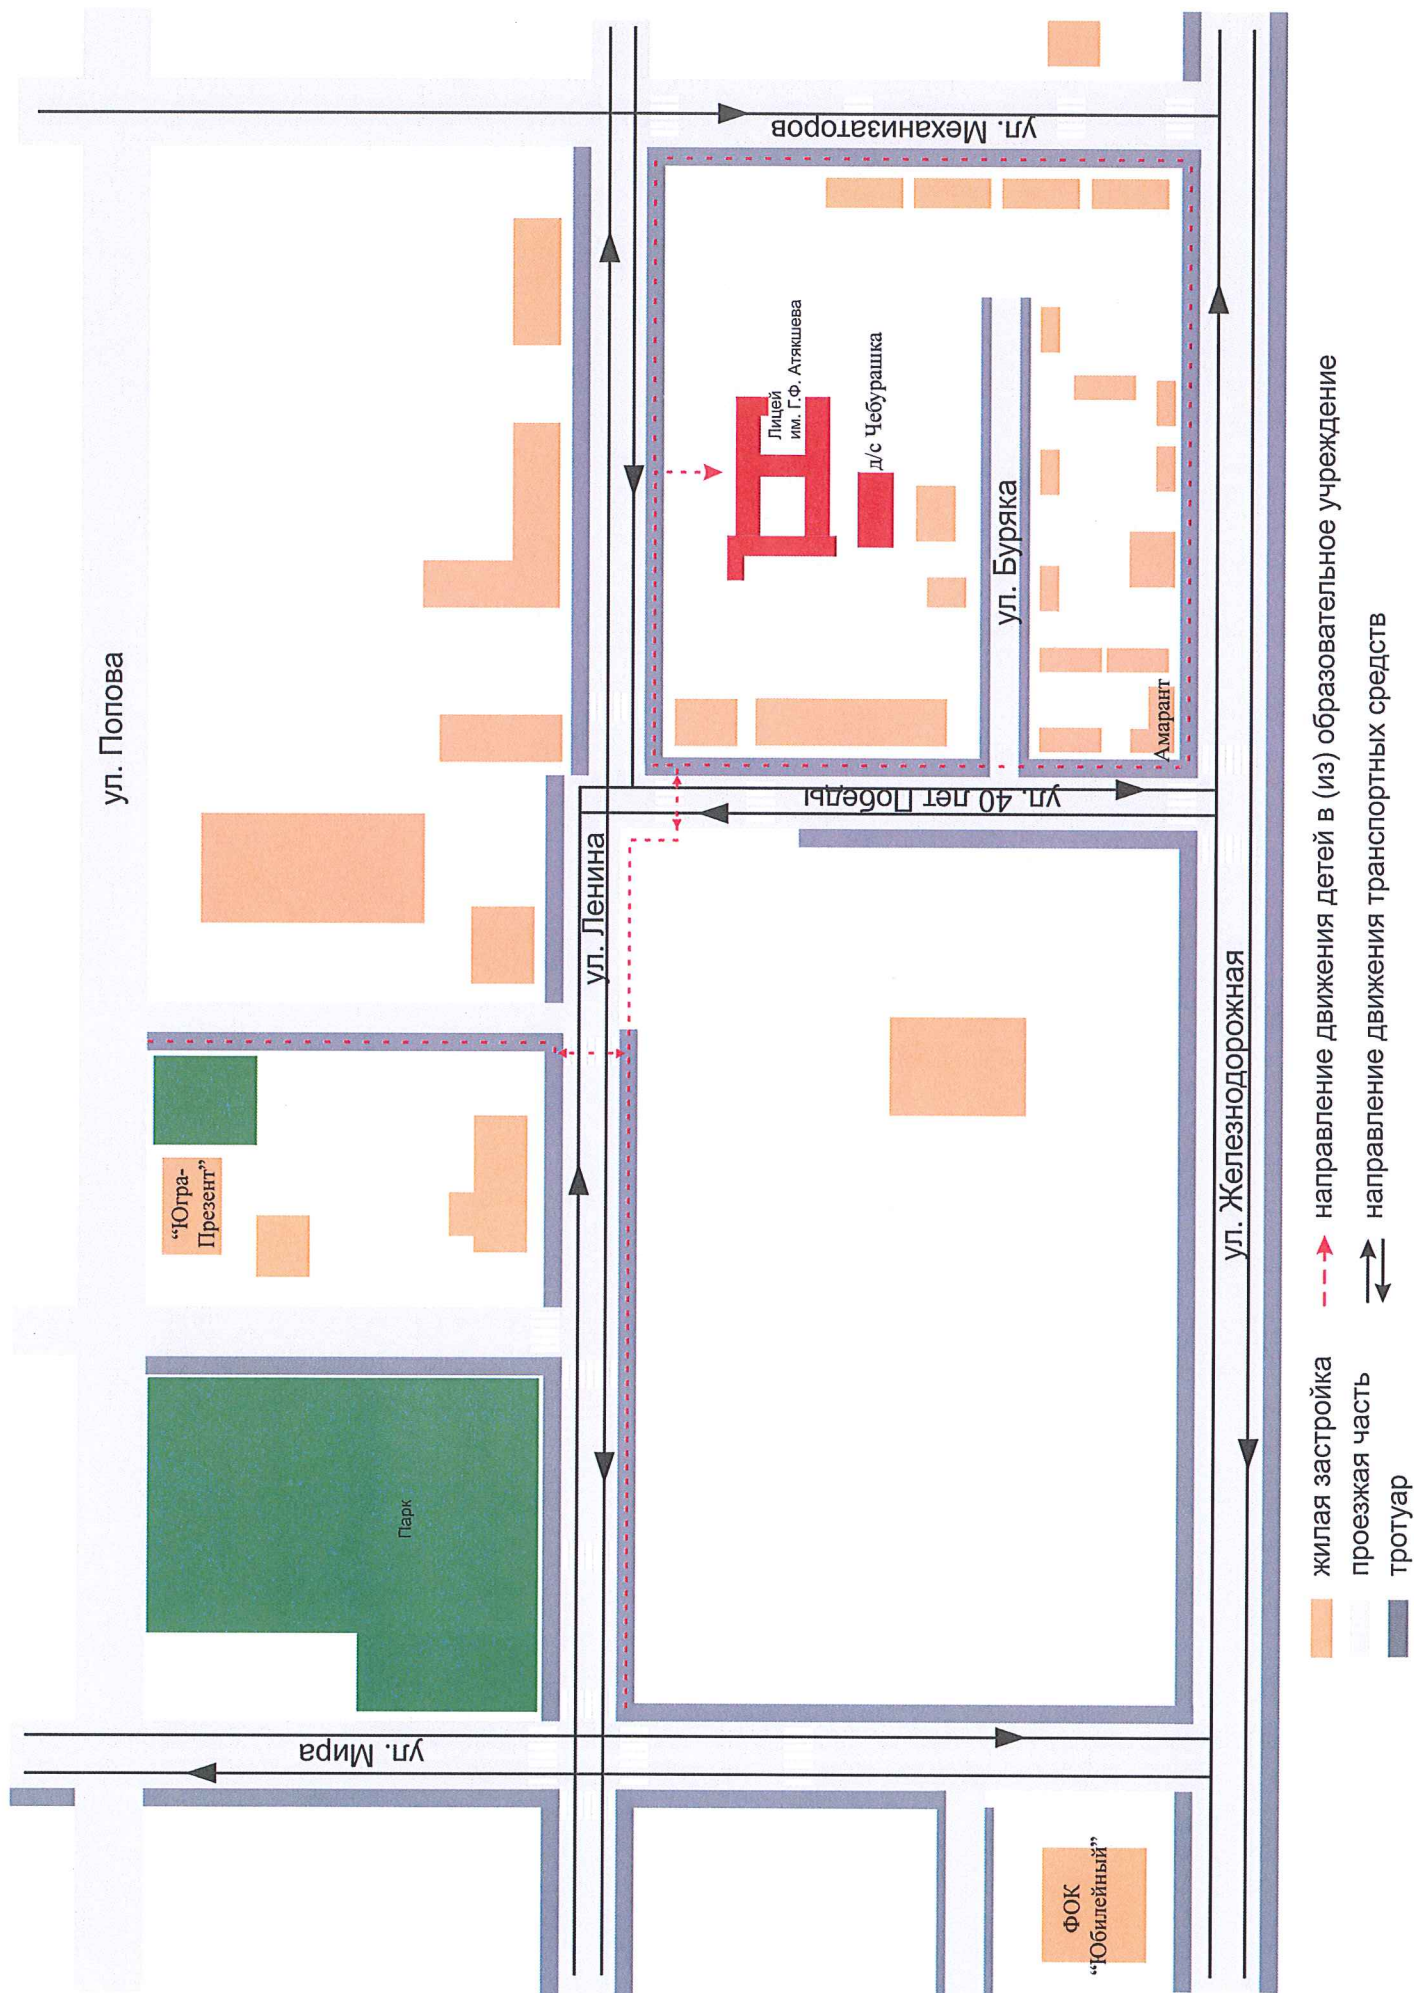 ул. Попова
“Югра-
Презент”
Парк
ул. Мира
ул. Ленина
ул. Механизаторов
Лицей
им. Г.Ф. Атякшева
д/с Чебурашка
ул. Буряка
ул. 40 лет Победы
Амарант
ФОК
“Юбилейный”
ул. Железнодорожная
жилая застройка
проезжая часть
тротуар
направление движения детей в (из) образовательное учреждение
направление движения транспортных средств